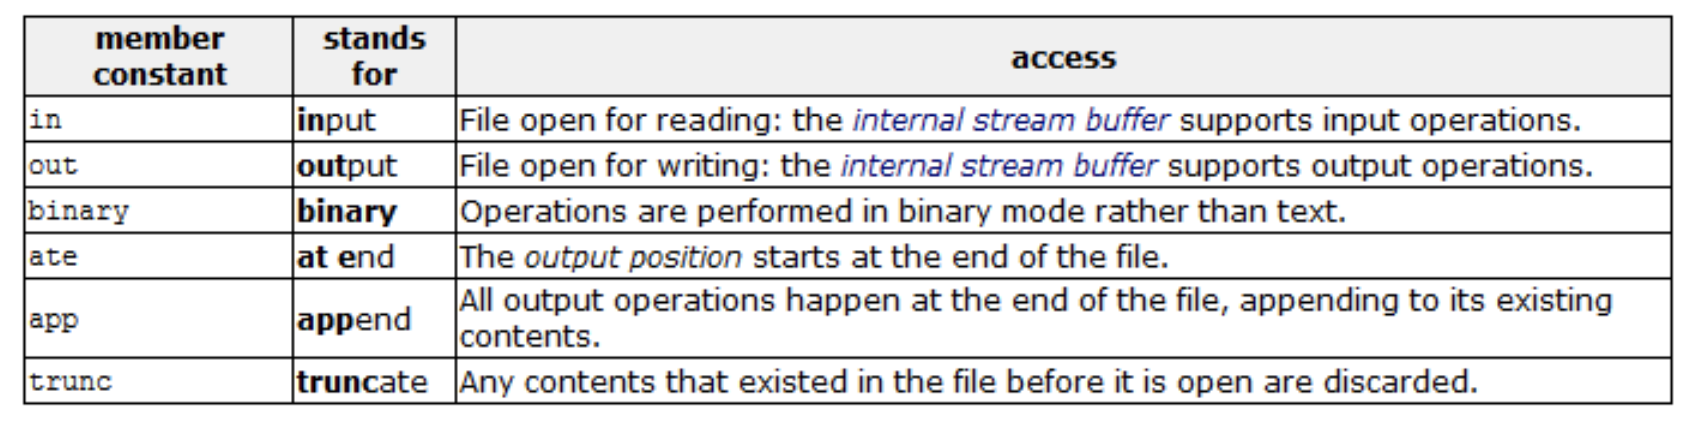 member constant | stands for | access
in | input | File open for reading: the internal stream buffer supports input operations.
out | output | File open for writing: the internal stream buffer supports output operations.
binary | binary | Operations are performed in binary mode rather than text.
ate | at end | The output position starts at the end of the file.
app | append | All output operations happen at the end of the file, appending to its existing
contents.
trunc | truncate | Any contents that existed in the file before it is open are discarded.